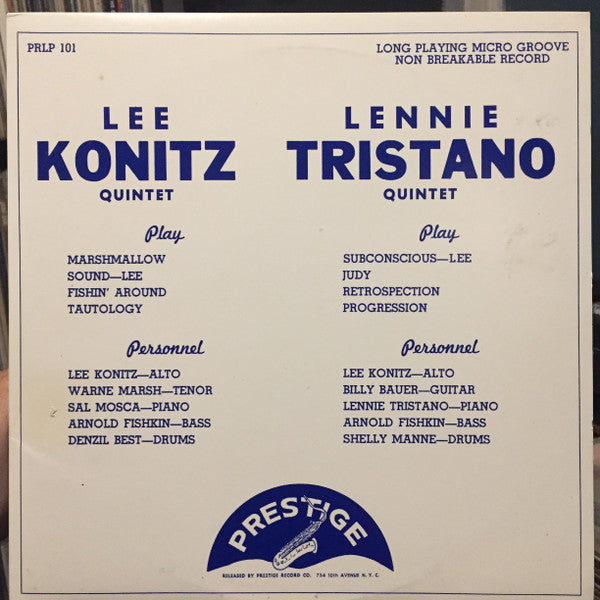 PRLP 101
LONG PLAYING MICRO GROOVE
NON BREAKABLE RECORD
LEE
KONITZ
QUINTET
Play
MARSHMALLOW
SOUND—LEE
FISHIN' AROUND
TAUTOLOGY
Personnel
LEE KONITZ—ALTO
WARNE MARSH—TENOR
SAL MOSCA—PIANO
ARNOLD FISHKIN—BASS
DENZIL BEST—DRUMS
LENNIE
TRISTANO
QUINTET
Play
SUBCONSCIOUS—LEE
JUDY
RETROSPECTION
PROGRESSION
Personnel
LEE KONITZ—ALTO
BILLY BAUER—GUITAR
LENNIE TRISTANO—PIANO
ARNOLD FISHKIN—BASS
SHELLY MANNE—DRUMS
PRESTIGE
RELEASED BY PRESTIGE RECORD CO. 754 10th AVENUE N. Y. C.